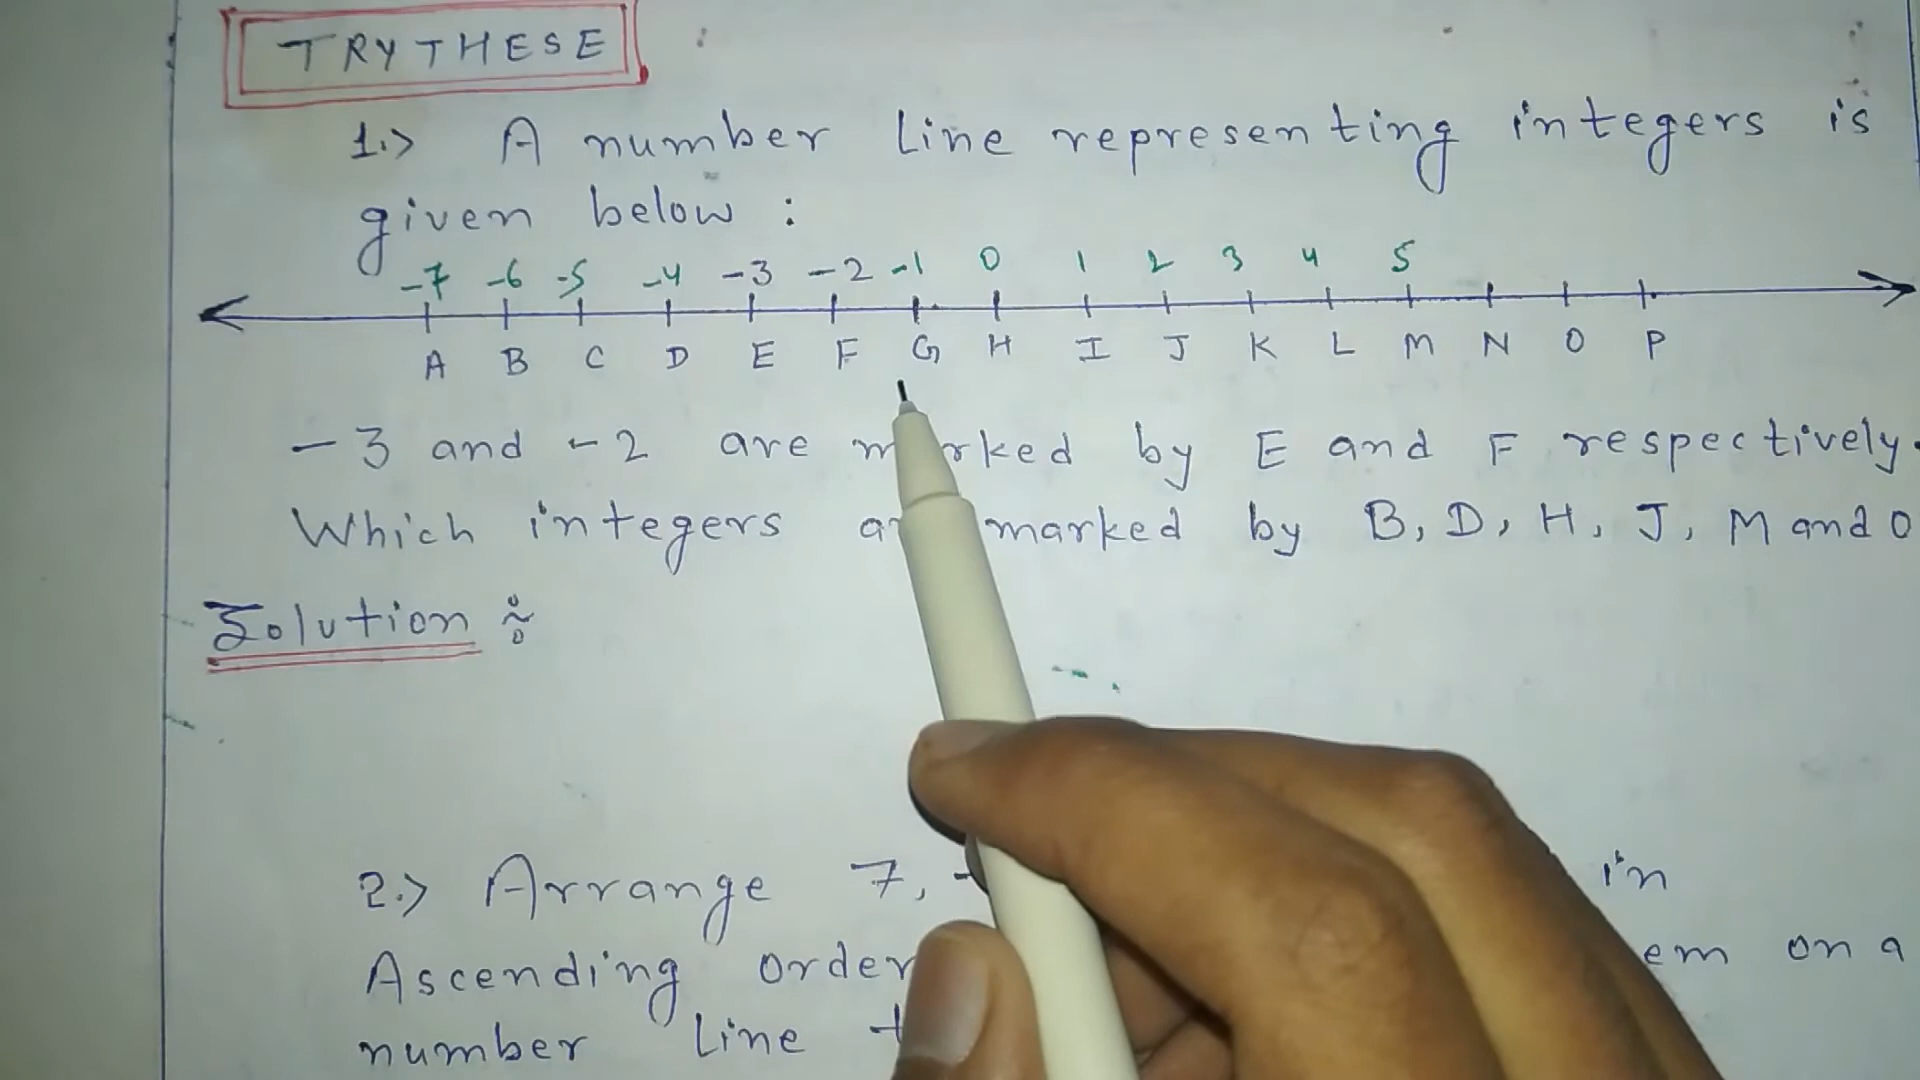 TRY THESE
1.> A number line representing integers is
given below :
-7 -6 -5 -4 -3 -2 -1 0 1 2 3 4 5
A B C D E F G H I J K L M N O P
-3 and -2 are marked by E and F respectively.
Which integers marked by B, D, H, J, M and O
Solution :
2.> Arrange 7, in
Ascending order on a
number line